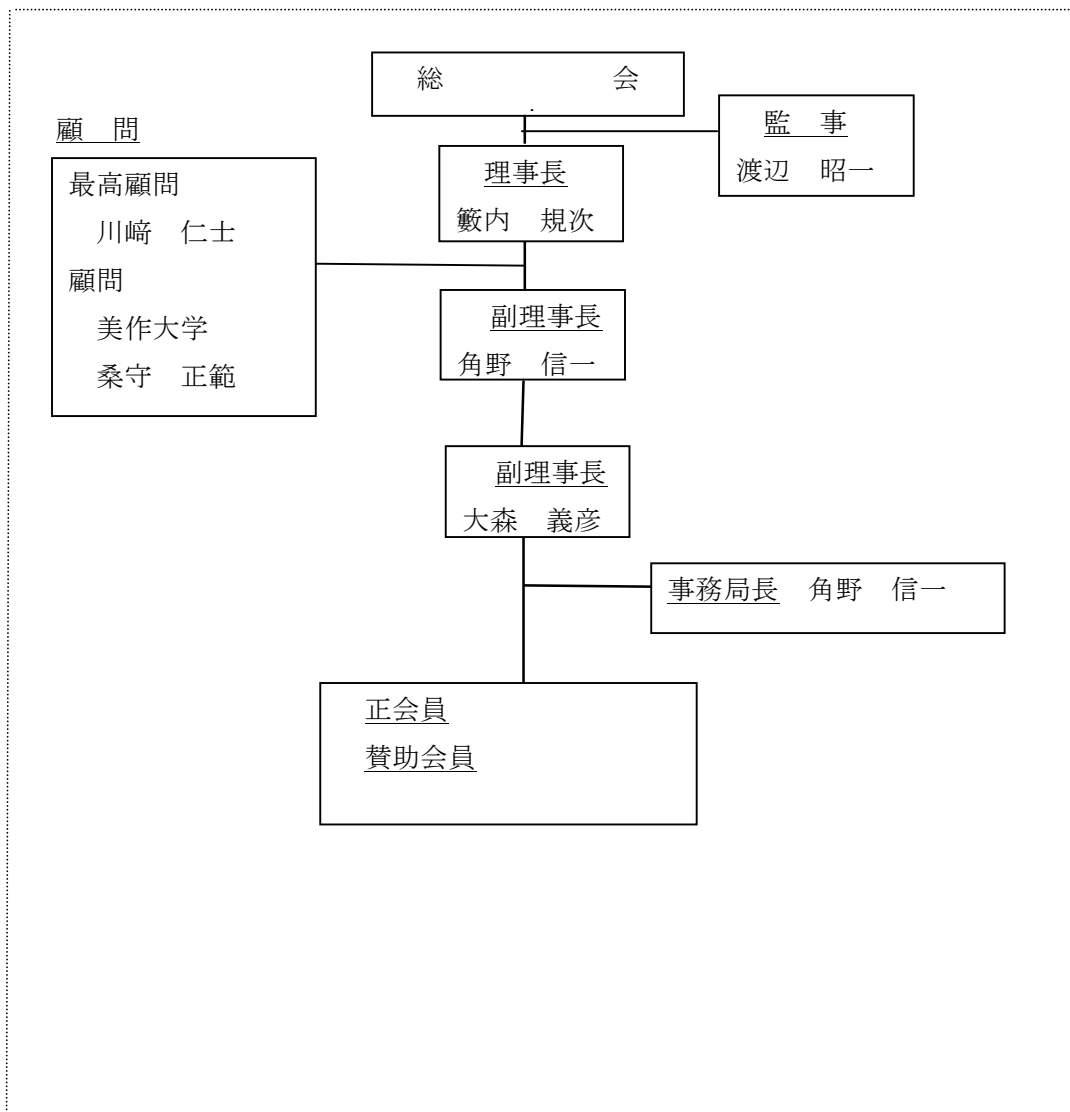 総　　　　　　　会
監　事
渡辺　昭一
顧　問
最高顧問
川﨑　仁士
顧問
美作大学
桑守　正範
理事長
籔内　規次
副理事長
角野　信一
副理事長
大森　義彦
事務局長　角野　信一
正会員
賛助会員